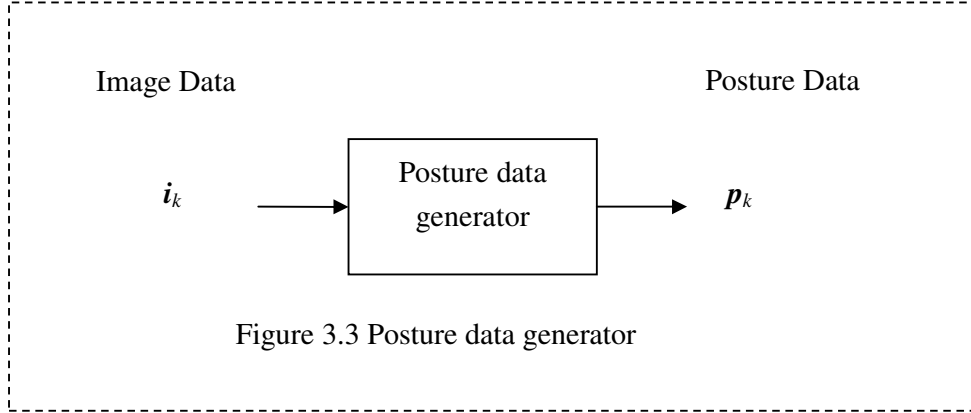 Image Data
Posture Data
Posture data
generator
i_k
p_k
Figure 3.3 Posture data generator